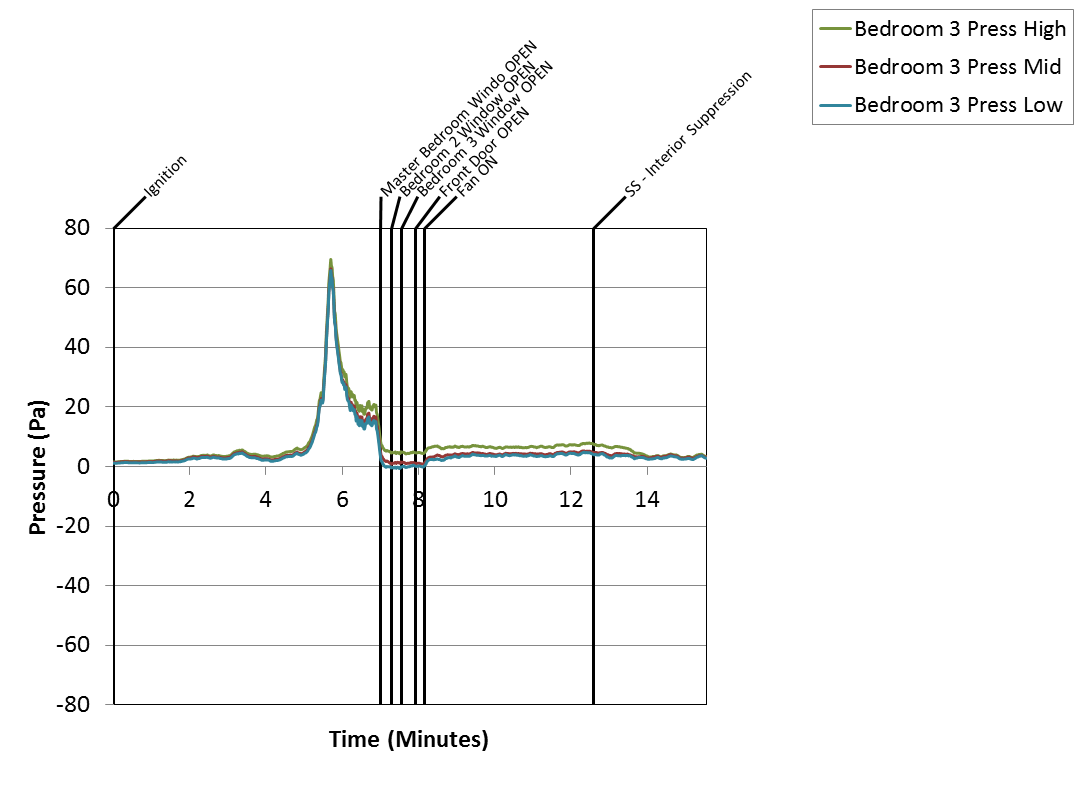 Bedroom 3 Press High
Bedroom 3 Press Mid
Bedroom 3 Press Low
Ignition
Master Bedroom Windo OPEN
Bedroom 2 Window OPEN
Bedroom 3 Window OPEN
Front Door OPEN
Fan ON
SS - Interior Suppression
80
60
40
20
0
-20
-40
-60
-80
Pressure (Pa)
0 2 4 6 8 10 12 14
Time (Minutes)